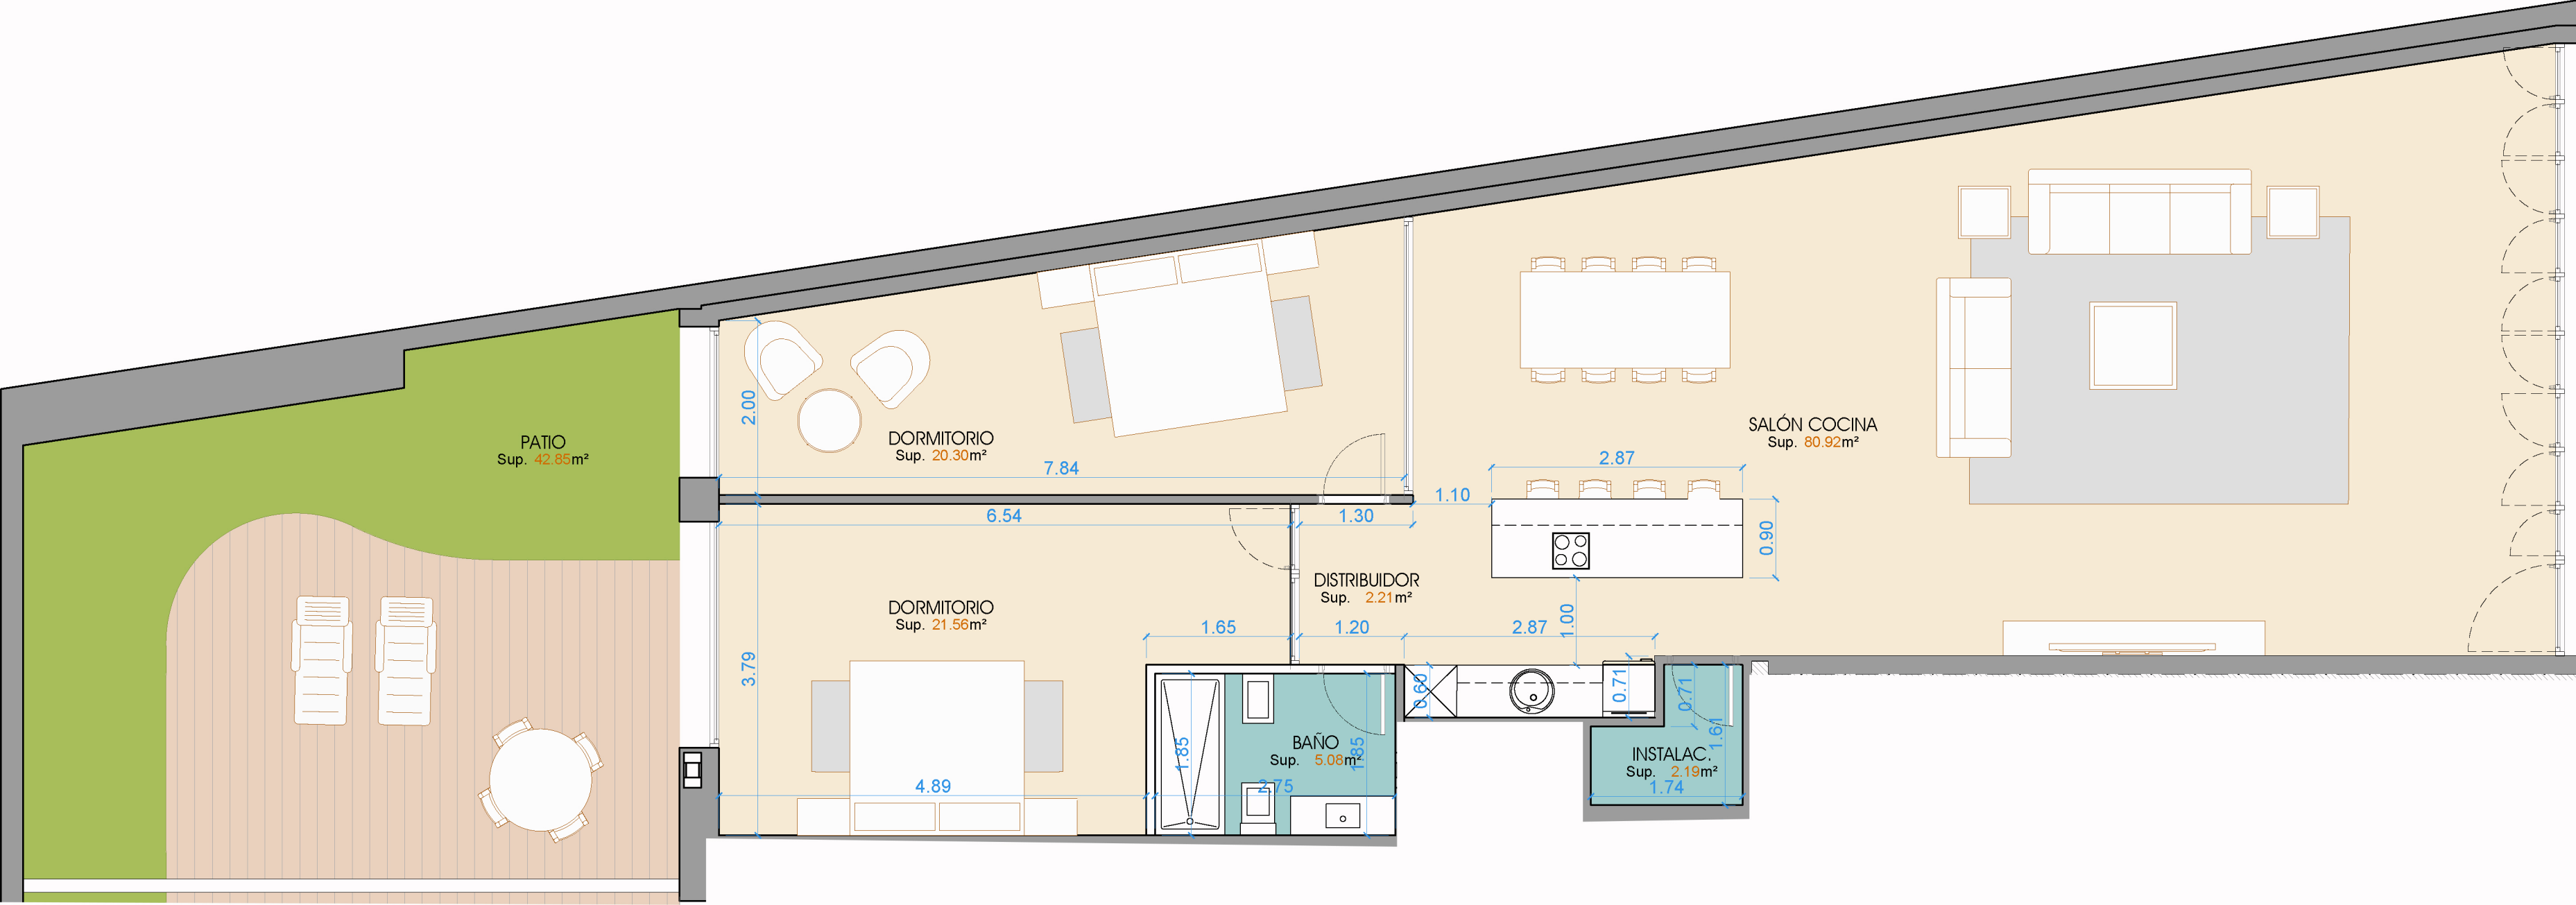 PATIO
Sup. 42.85m²
DORMITORIO
Sup. 20.30m²
2.00
7.84
SALÓN COCINA
Sup. 80.92m²
2.87
1.10
0.90
6.54
1.30
DORMITORIO
Sup. 21.56m²
3.79
1.65
4.89
DISTRIBUIDOR
Sup. 2.21m²
1.20
2.87
1.00
0.60
0.71
0.71
1.61
BAÑO
Sup. 5.08m²
1.85
1.85
2.75
INSTALAC.
Sup. 2.19m²
1.74